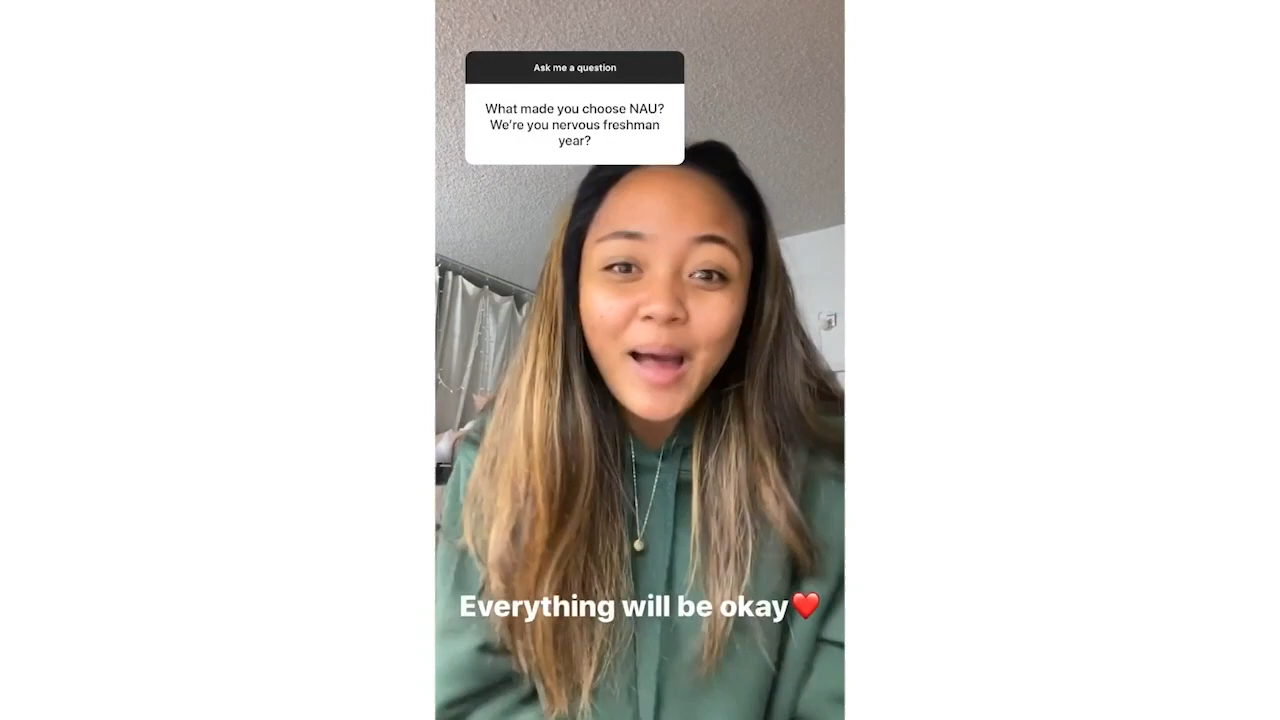 Ask me a question
What made you choose NAU?
We're you nervous freshman
year?
Everything will be okay❤️